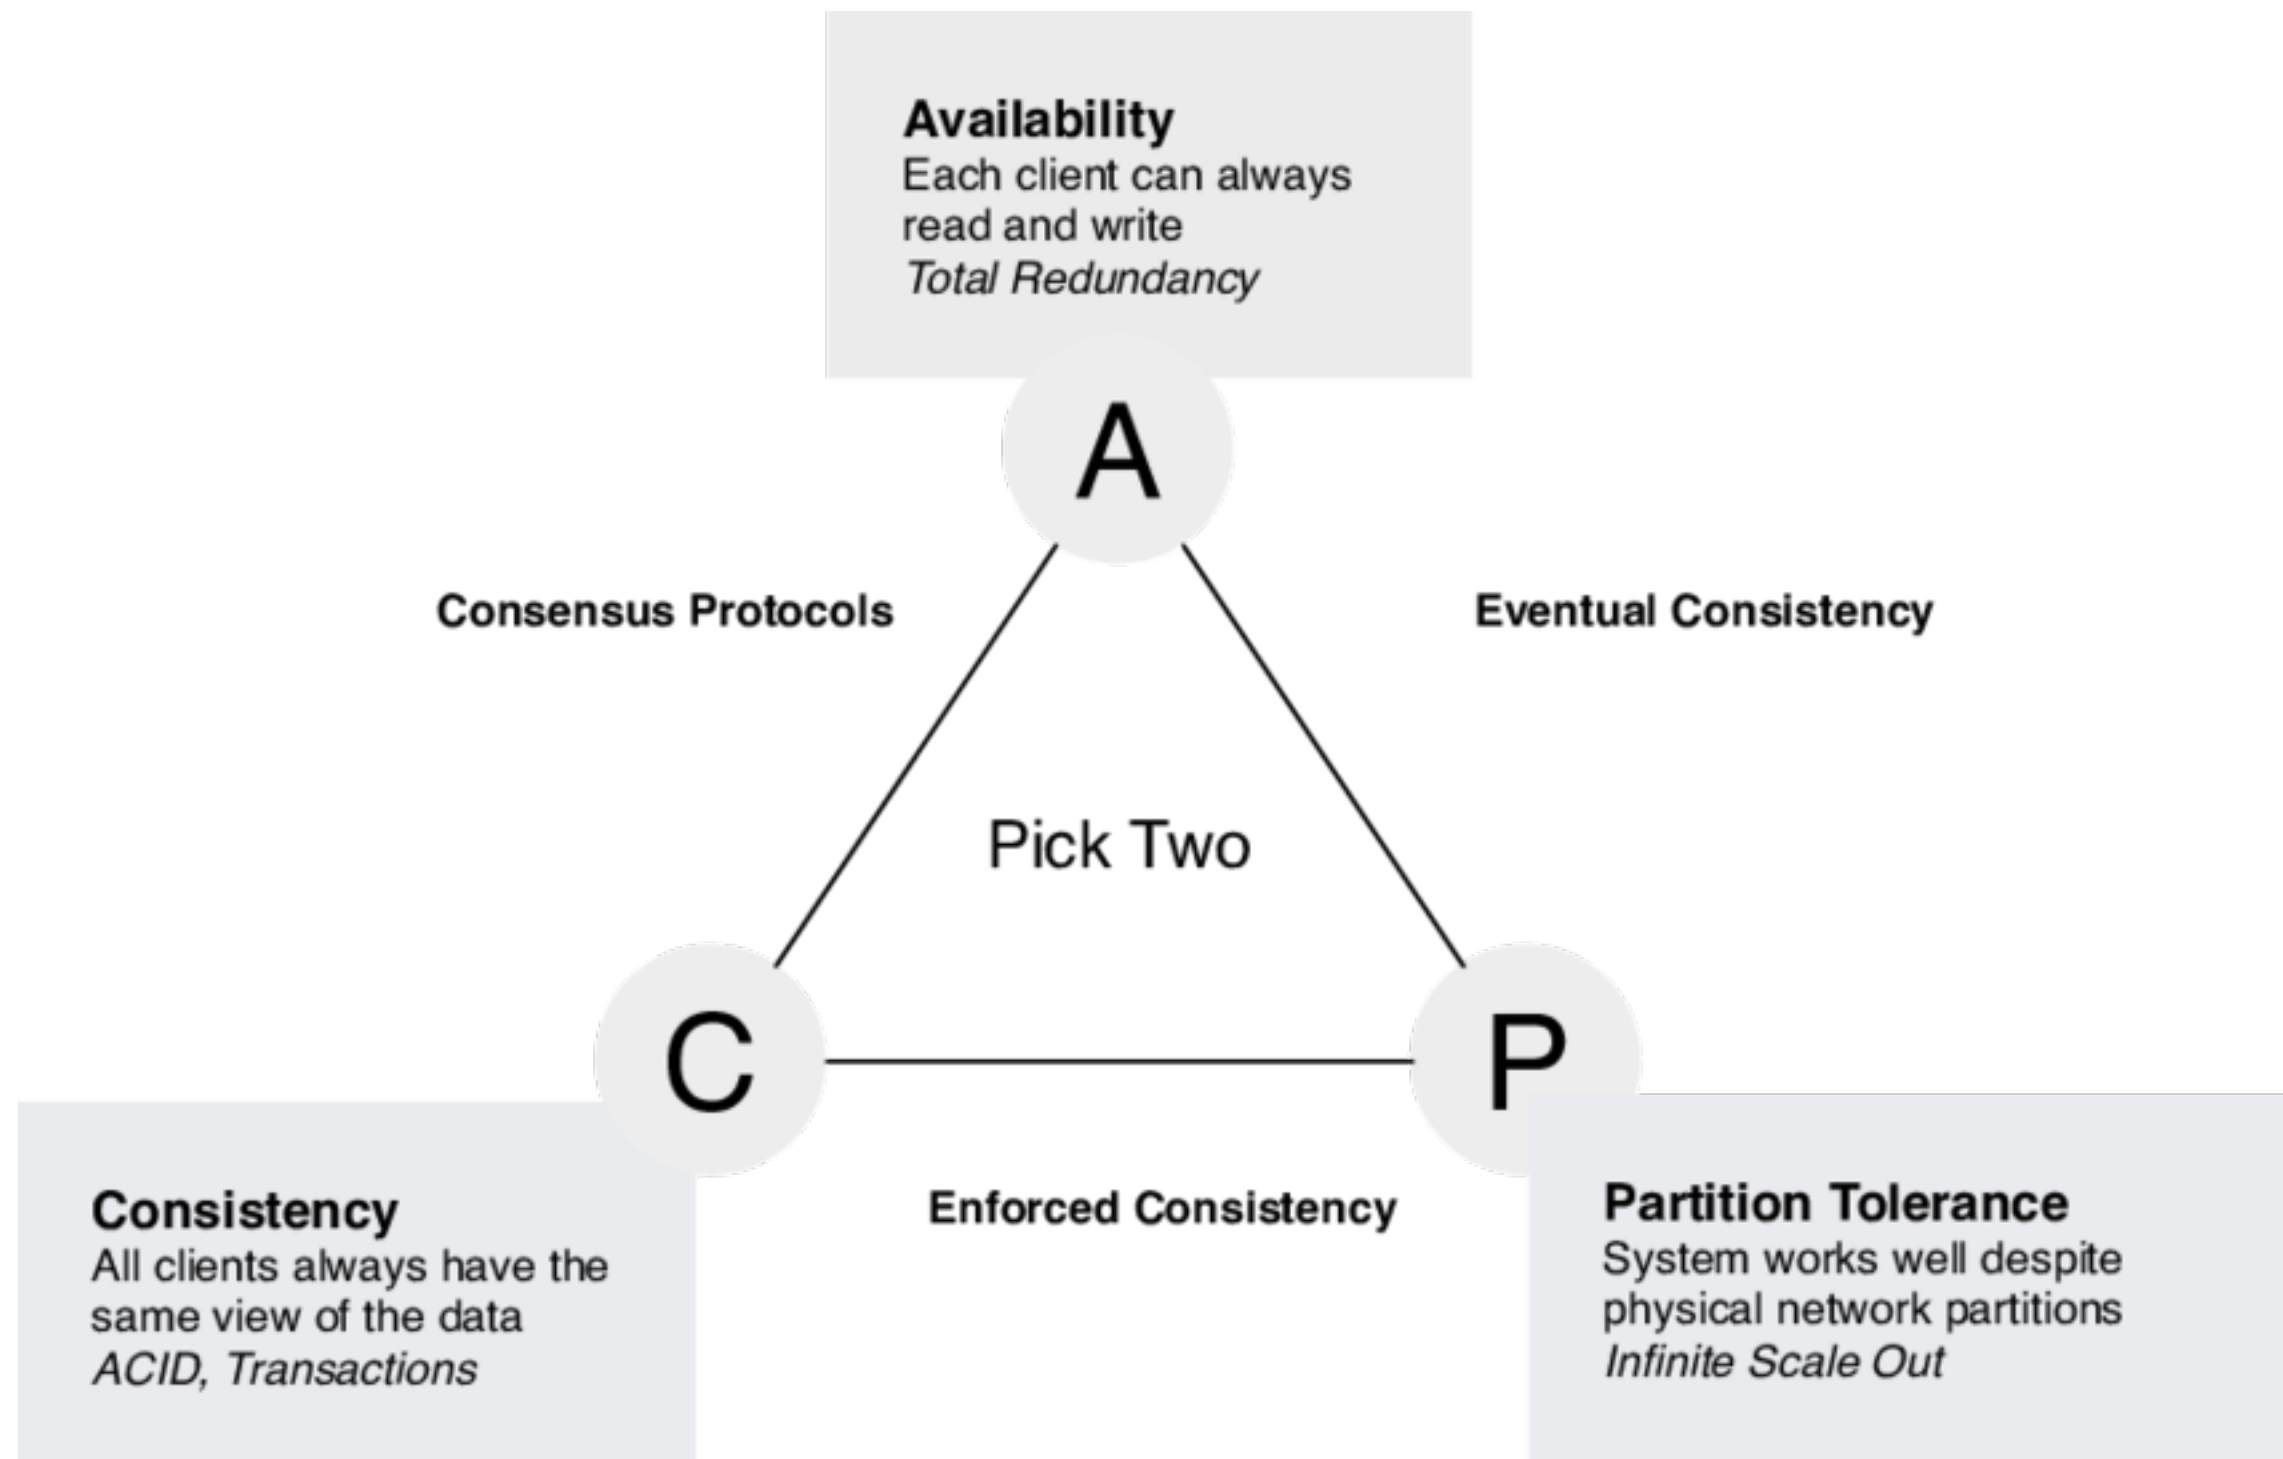 Availability
Each client can always
read and write
Total Redundancy
A
Consensus Protocols
Eventual Consistency
Pick Two
C
P
Enforced Consistency
Consistency
All clients always have the
same view of the data
ACID, Transactions
Partition Tolerance
System works well despite
physical network partitions
Infinite Scale Out